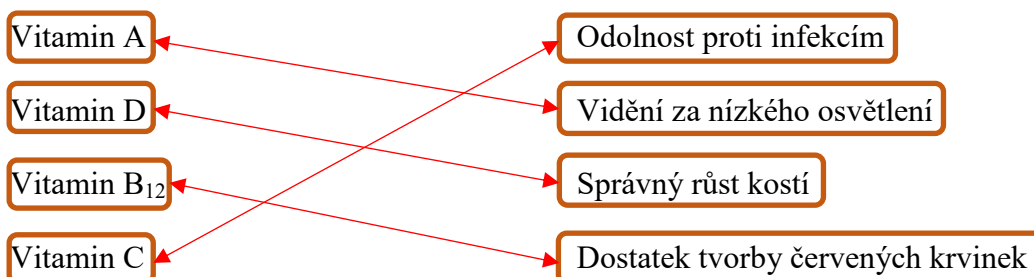 Vitamin A
Odolnost proti infekcím
Vitamin D
Vidění za nízkého osvětlení
Vitamin B₁₂
Správný růst kostí
Vitamin C
Dostatek tvorby červených krvinek